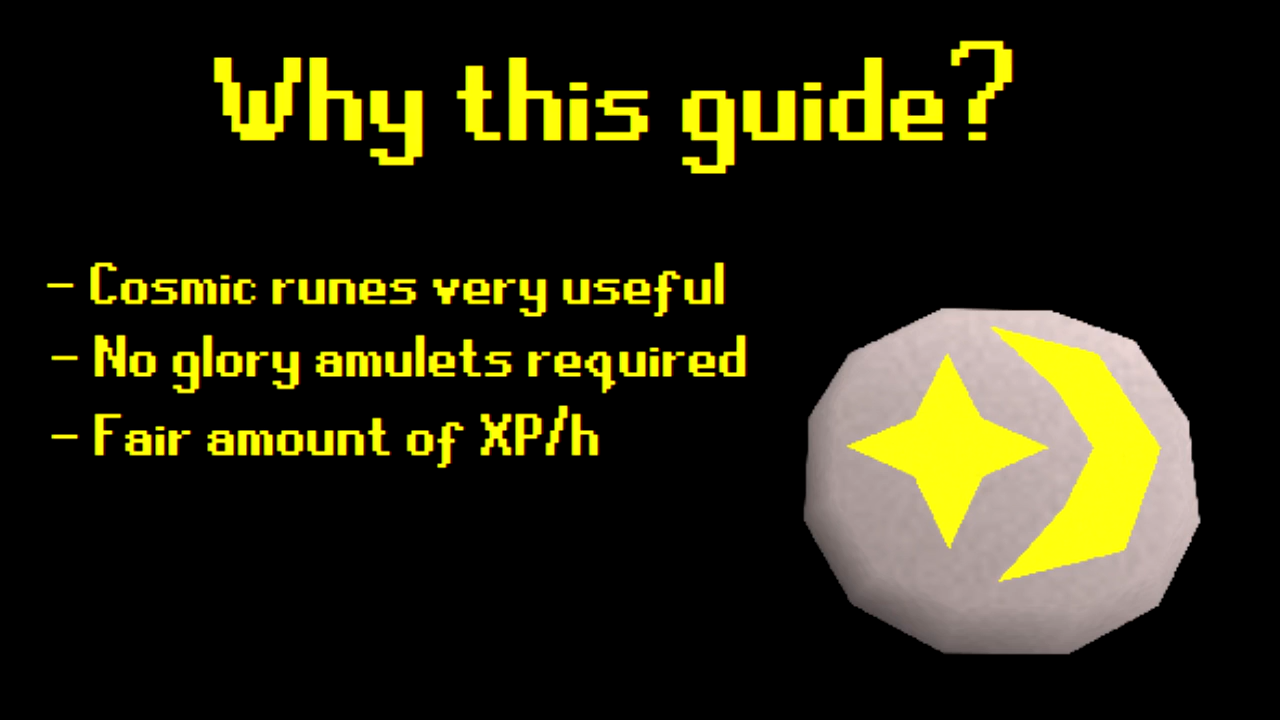 Why this guide?
- Cosmic runes very useful
- No glory amulets required
- Fair amount of XP/h